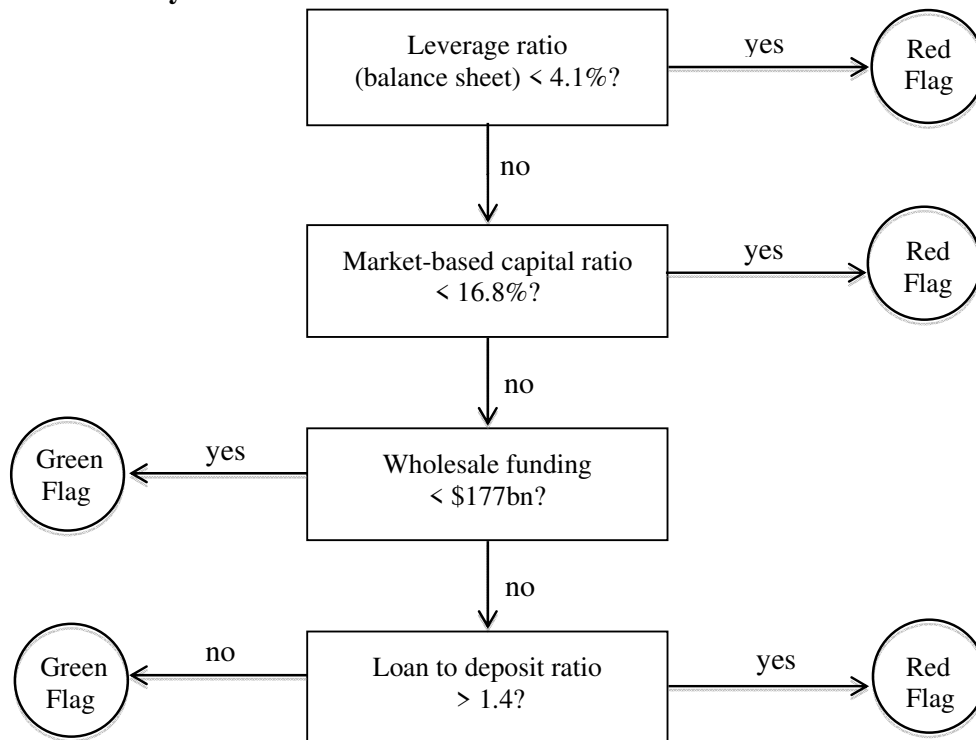 Leverage ratio
(balance sheet) < 4.1%?
yes
Red
Flag
no
Market-based capital ratio
< 16.8%?
yes
Red
Flag
no
Green
Flag
yes
Wholesale funding
< $177bn?
no
Green
Flag
no
Loan to deposit ratio
> 1.4?
yes
Red
Flag